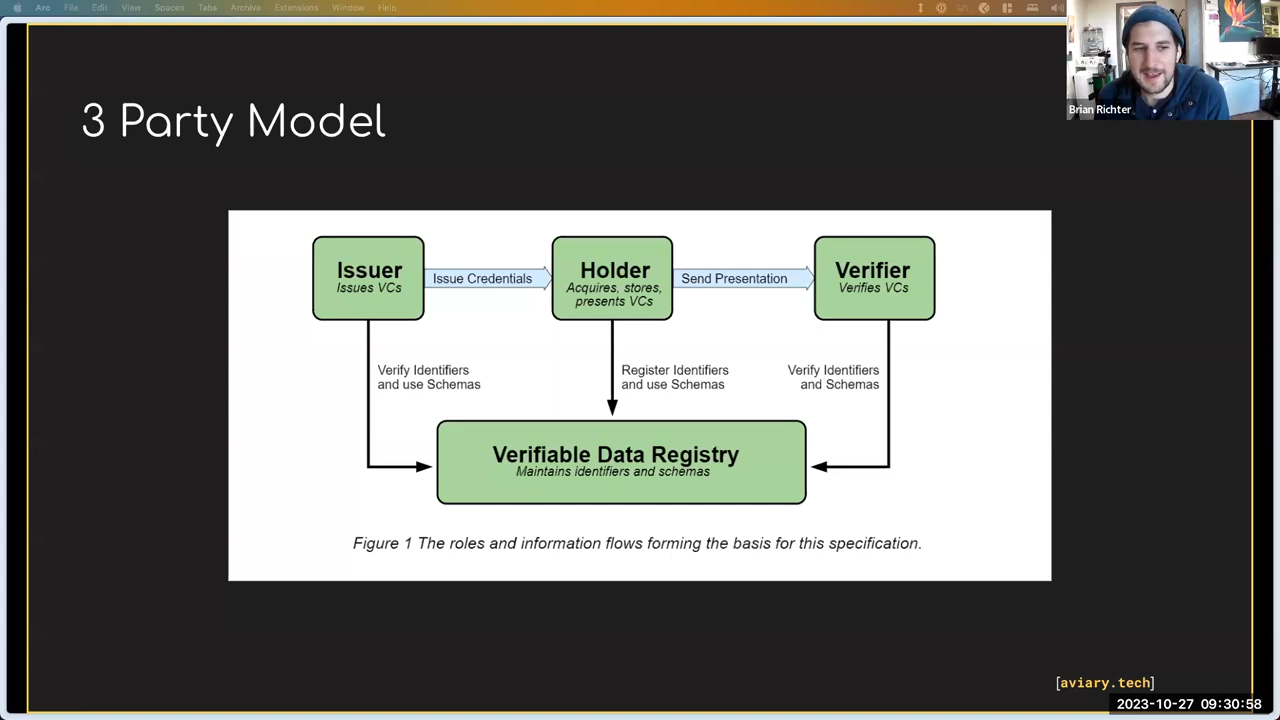 Arc File Edit View Spaces Tabs Archive Extensions Window Help
Brian Richter
3 Party Model
Issuer
Issues VCs
Issue Credentials
Holder
Acquires, stores,
presents VCs
Send Presentation
Verifier
Verifies VCs
Verify Identifiers
and use Schemas
Register Identifiers
and use Schemas
Verify Identifiers
and Schemas
Verifiable Data Registry
Maintains identifiers and schemas
Figure 1 The roles and information flows forming the basis for this specification.
[aviary.tech]
2023-10-27 09:30:58